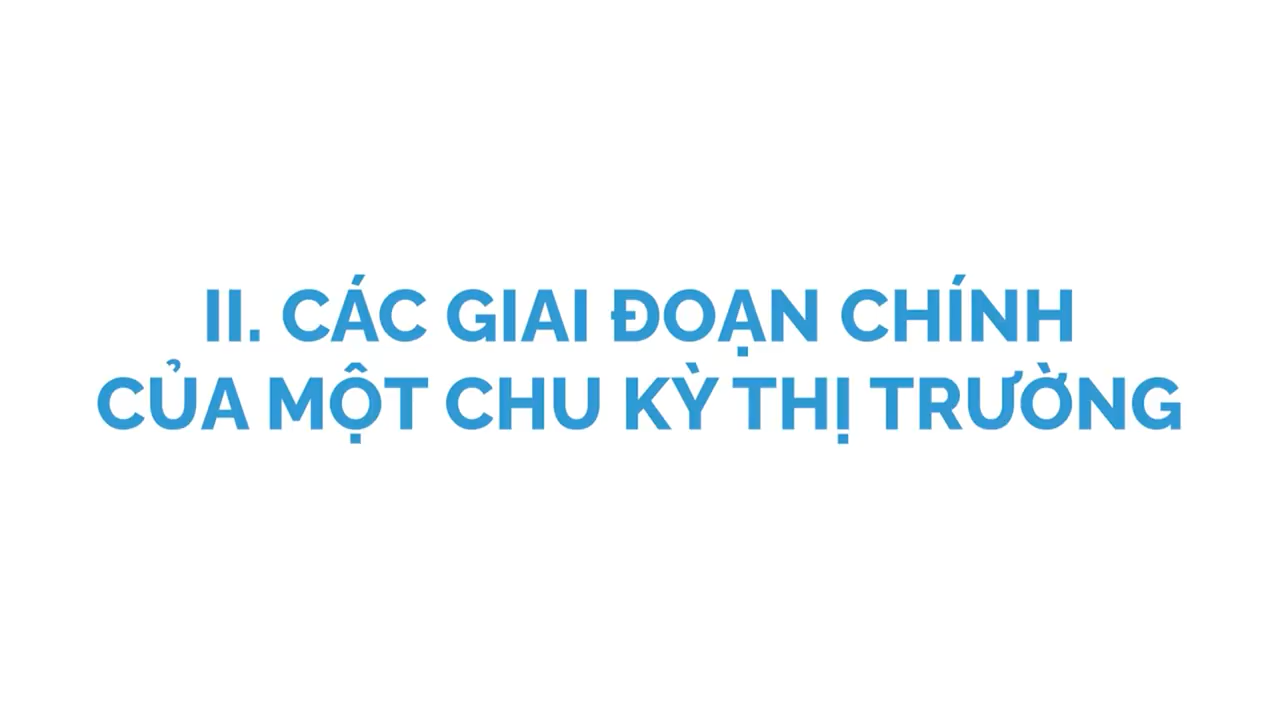 II. CÁC GIAI ĐOẠN CHÍNH
CỦA MỘT CHU KỲ THỊ TRƯỜNG